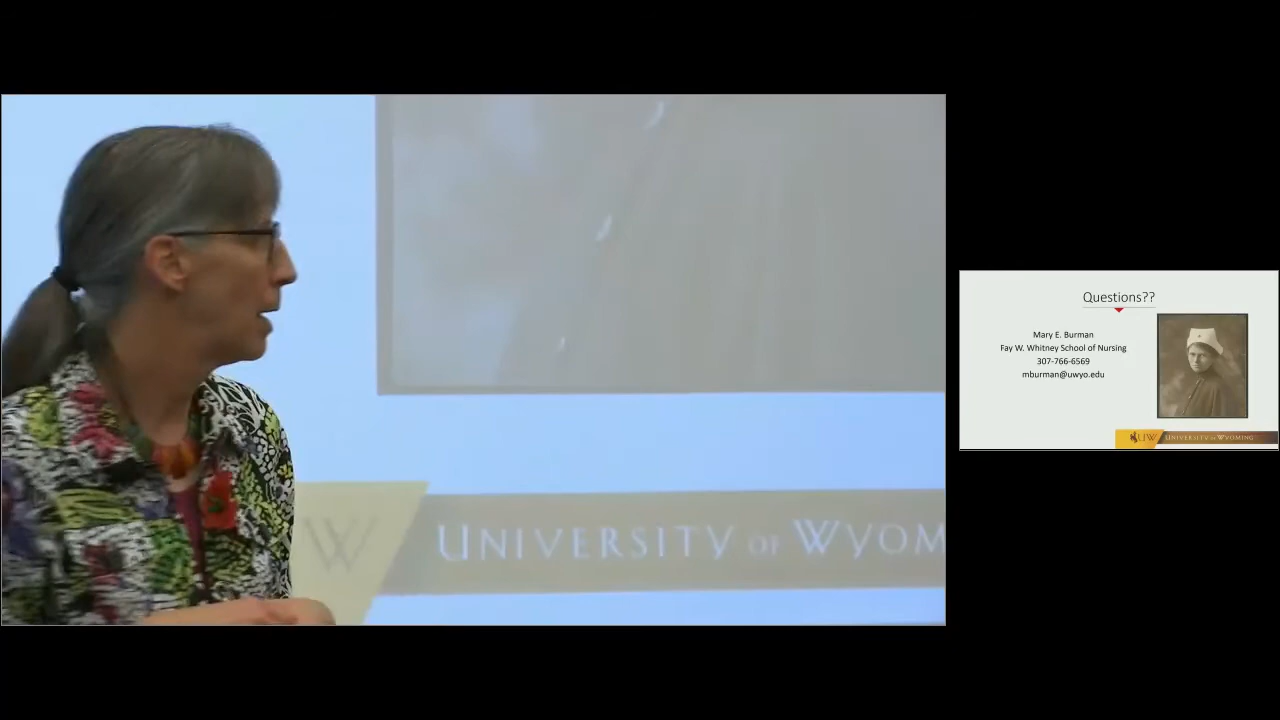 W
UNIVERSITY OF WYOM
Questions??
Mary E. Burman
Fay W. Whitney School of Nursing
307-766-6569
mburman@uwyo.edu
UW UNIVERSITY OF WYOMING